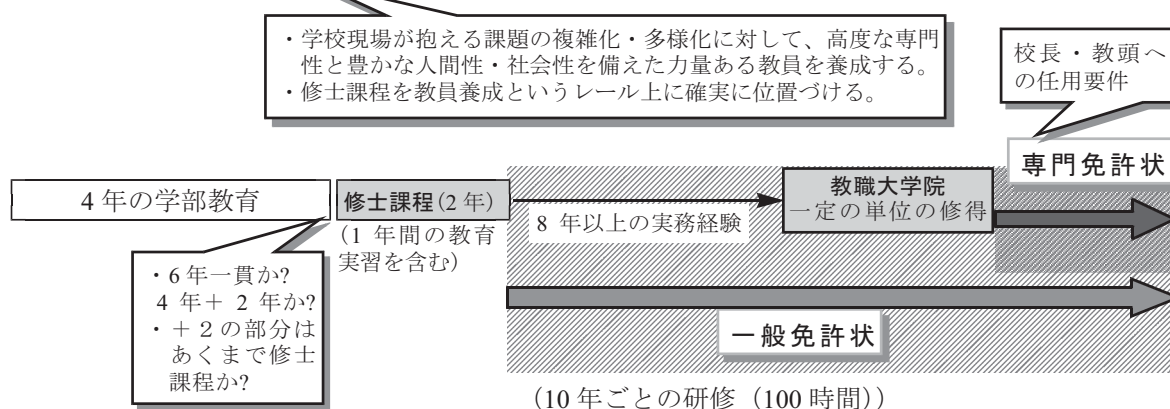 ・学校現場が抱える課題の複雑化・多様化に対して、高度な専門
性と豊かな人間性・社会性を備えた力量ある教員を養成する。
・修士課程を教員養成というレール上に確実に位置づける。
校長・教頭へ
の任用要件
専門免許状
4年の学部教育
修士課程(2年)
(1年間の教育
実習を含む)
8年以上の実務経験
教職大学院
一定の単位の修得
・6年一貫か?
4年+2年か?
・+2の部分は
あくまで修士
課程か?
一般免許状
(10年ごとの研修(100時間))